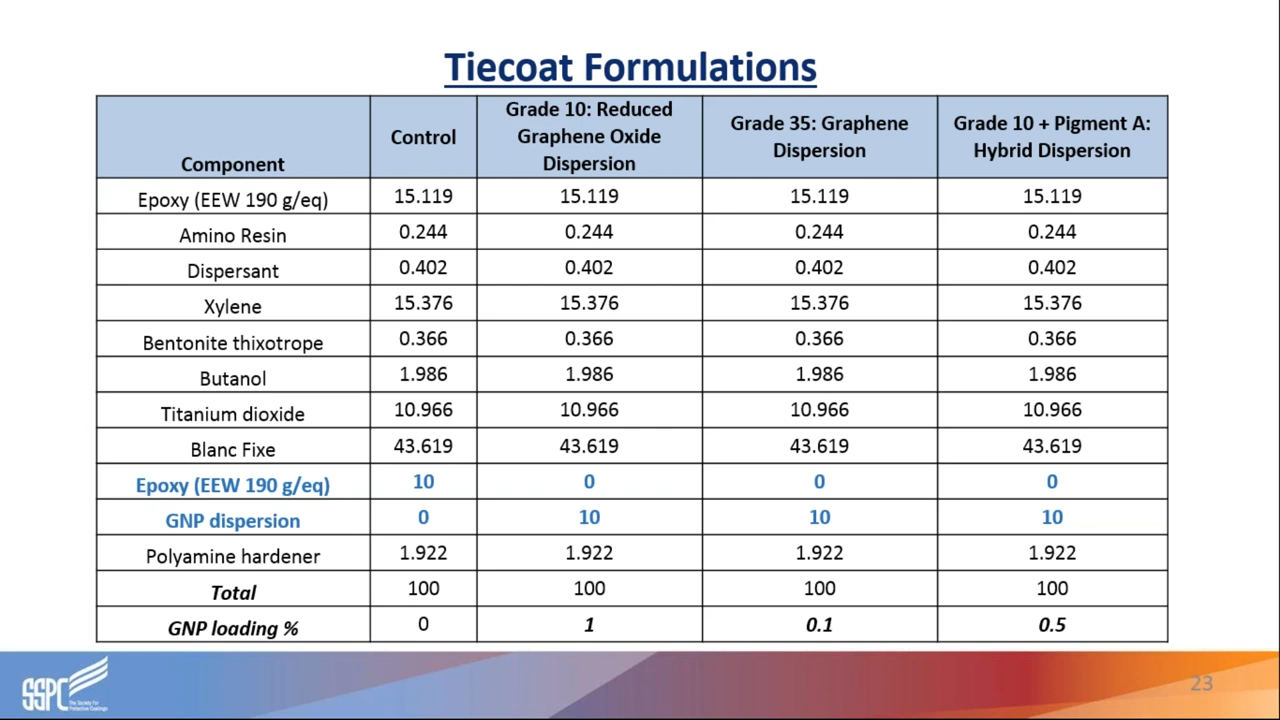 Tiecoat Formulations
Component Control Grade 10: Reduced Graphene Oxide Dispersion Grade 35: Graphene Dispersion Grade 10 + Pigment A: Hybrid Dispersion
Epoxy (EEW 190 g/eq) 15.119 15.119 15.119 15.119
Amino Resin 0.244 0.244 0.244 0.244
Dispersant 0.402 0.402 0.402 0.402
Xylene 15.376 15.376 15.376 15.376
Bentonite thixotrope 0.366 0.366 0.366 0.366
Butanol 1.986 1.986 1.986 1.986
Titanium dioxide 10.966 10.966 10.966 10.966
Blanc Fixe 43.619 43.619 43.619 43.619
Epoxy (EEW 190 g/eq) 10 0 0 0
GNP dispersion 0 10 10 10
Polyamine hardener 1.922 1.922 1.922 1.922
Total 100 100 100 100
GNP loading % 0 1 0.1 0.5
SSPC
The Society for
Protective Coatings
23